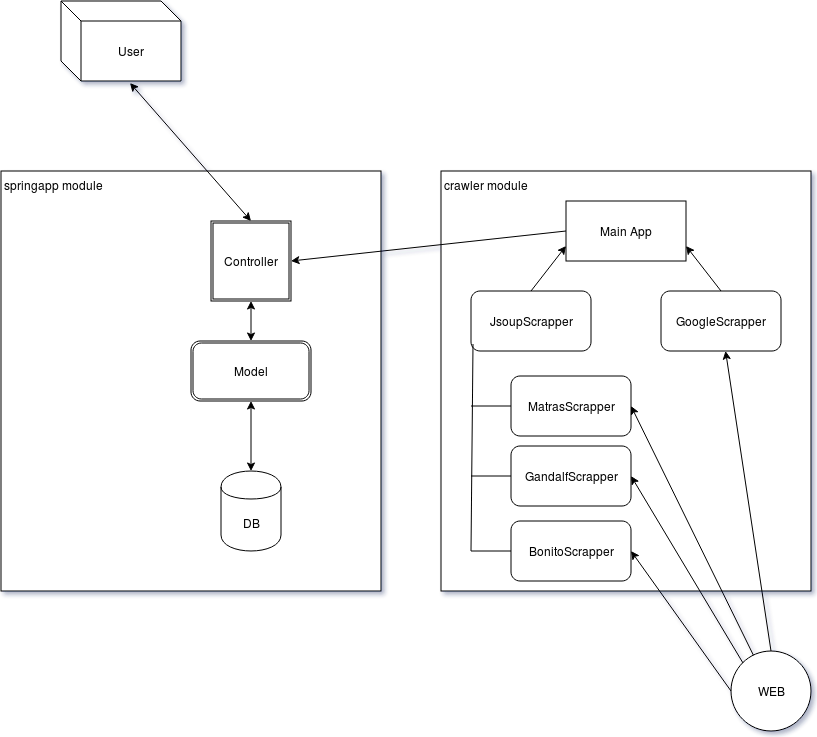 User
springapp module
Controller
Model
DB
crawler module
Main App
JsoupScrapper
GoogleScrapper
MatrasScrapper
GandalfScrapper
BonitoScrapper
WEB